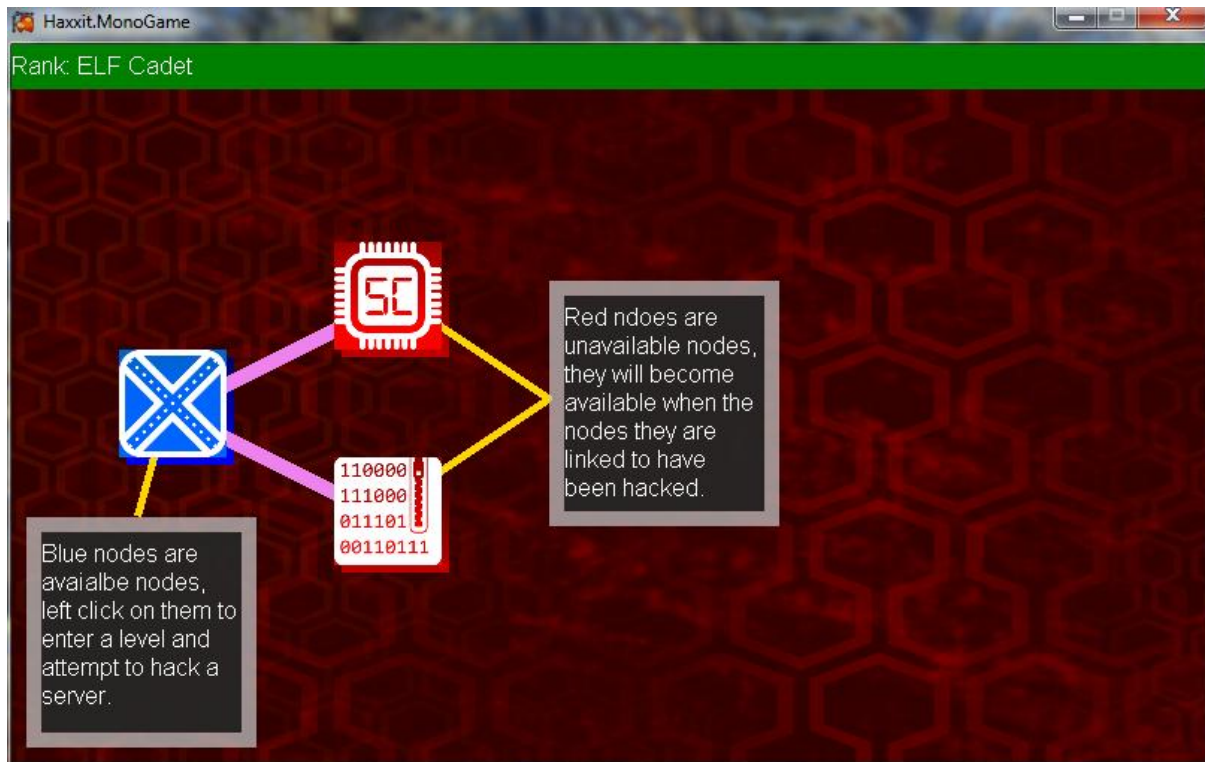 Haxxit.MonoGame
Rank: ELF Cadet
SC
110000
111000
011101
00110111
Red ndoes are
unavailable nodes,
they will become
available when the
nodes they are
linked to have
been hacked.
Blue nodes are
avaialbe nodes,
left click on them to
enter a level and
attempt to hack a
server.